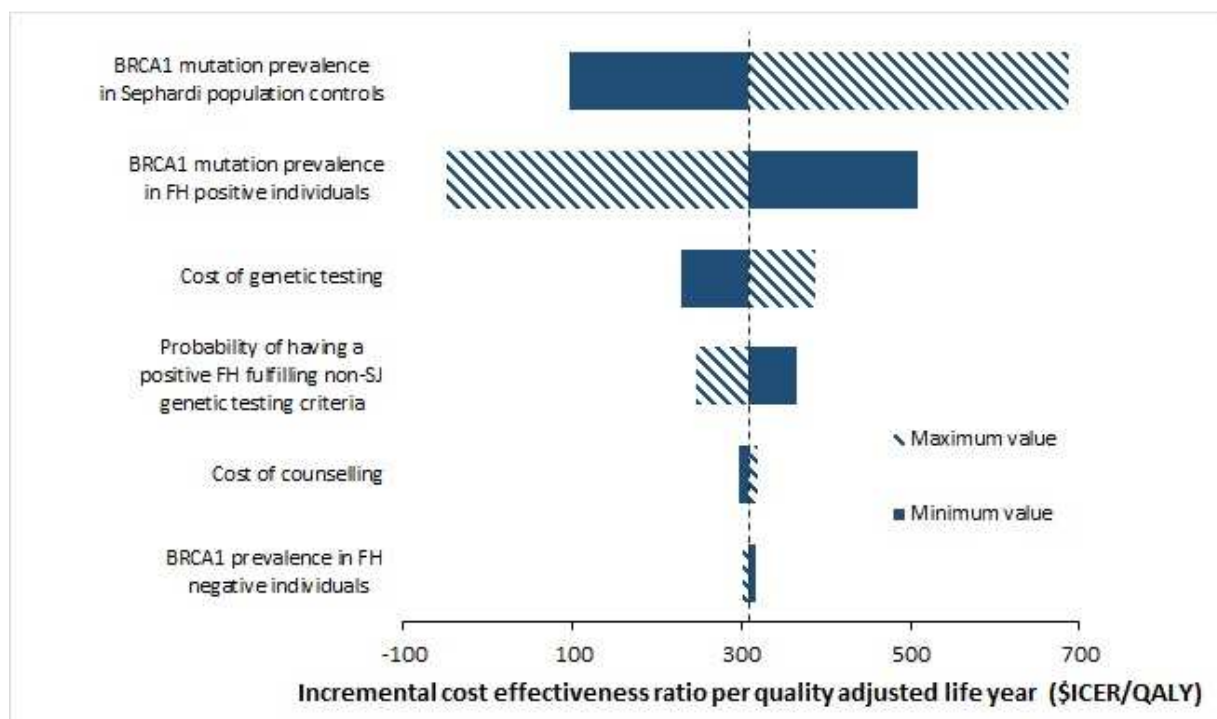 BRCA1 mutation prevalence
in Sephardi population controls
BRCA1 mutation prevalence
in FH positive individuals
Cost of genetic testing
Probability of having a
positive FH fulfilling non-SJ
genetic testing criteria
Cost of counselling
BRCA1 prevalence in FH
negative individuals
Maximum value
Minimum value
-100 100 300 500 700
Incremental cost effectiveness ratio per quality adjusted life year ($ICER/QALY)